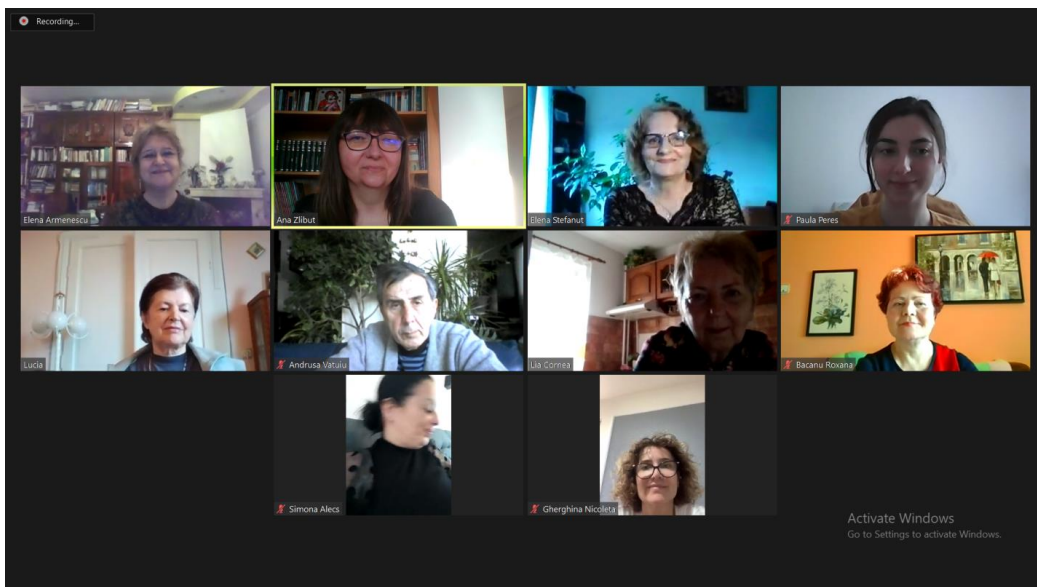 Recording...
Elena Armenescu
Ana Zlibut
Elena Stefanut
Paula Peres
Lucia
Andrusa Vatuiu
Lia Cornea
Bacanu Roxana
Simona Alecs
Gherghina Nicoleta
Activate Windows
Go to Settings to activate Windows.